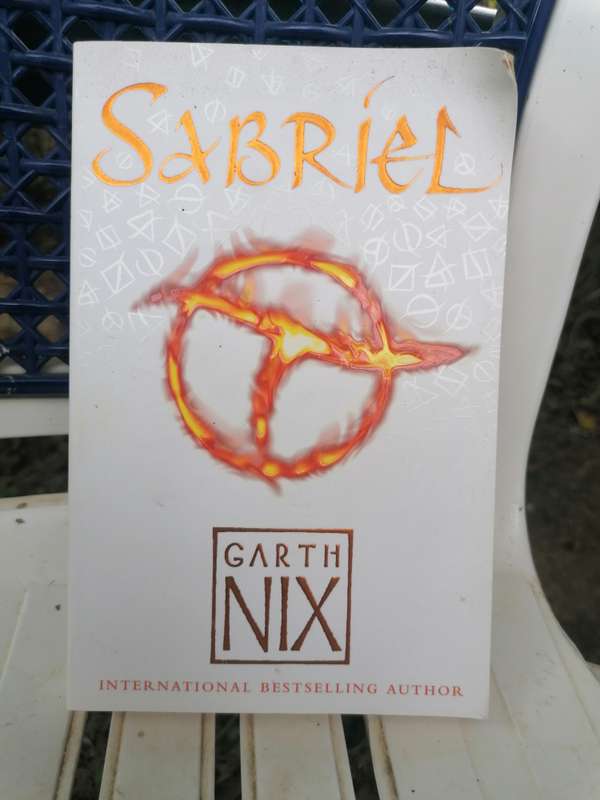 SABRIEL
GARTH
NIX
INTERNATIONAL BESTSELLING AUTHOR